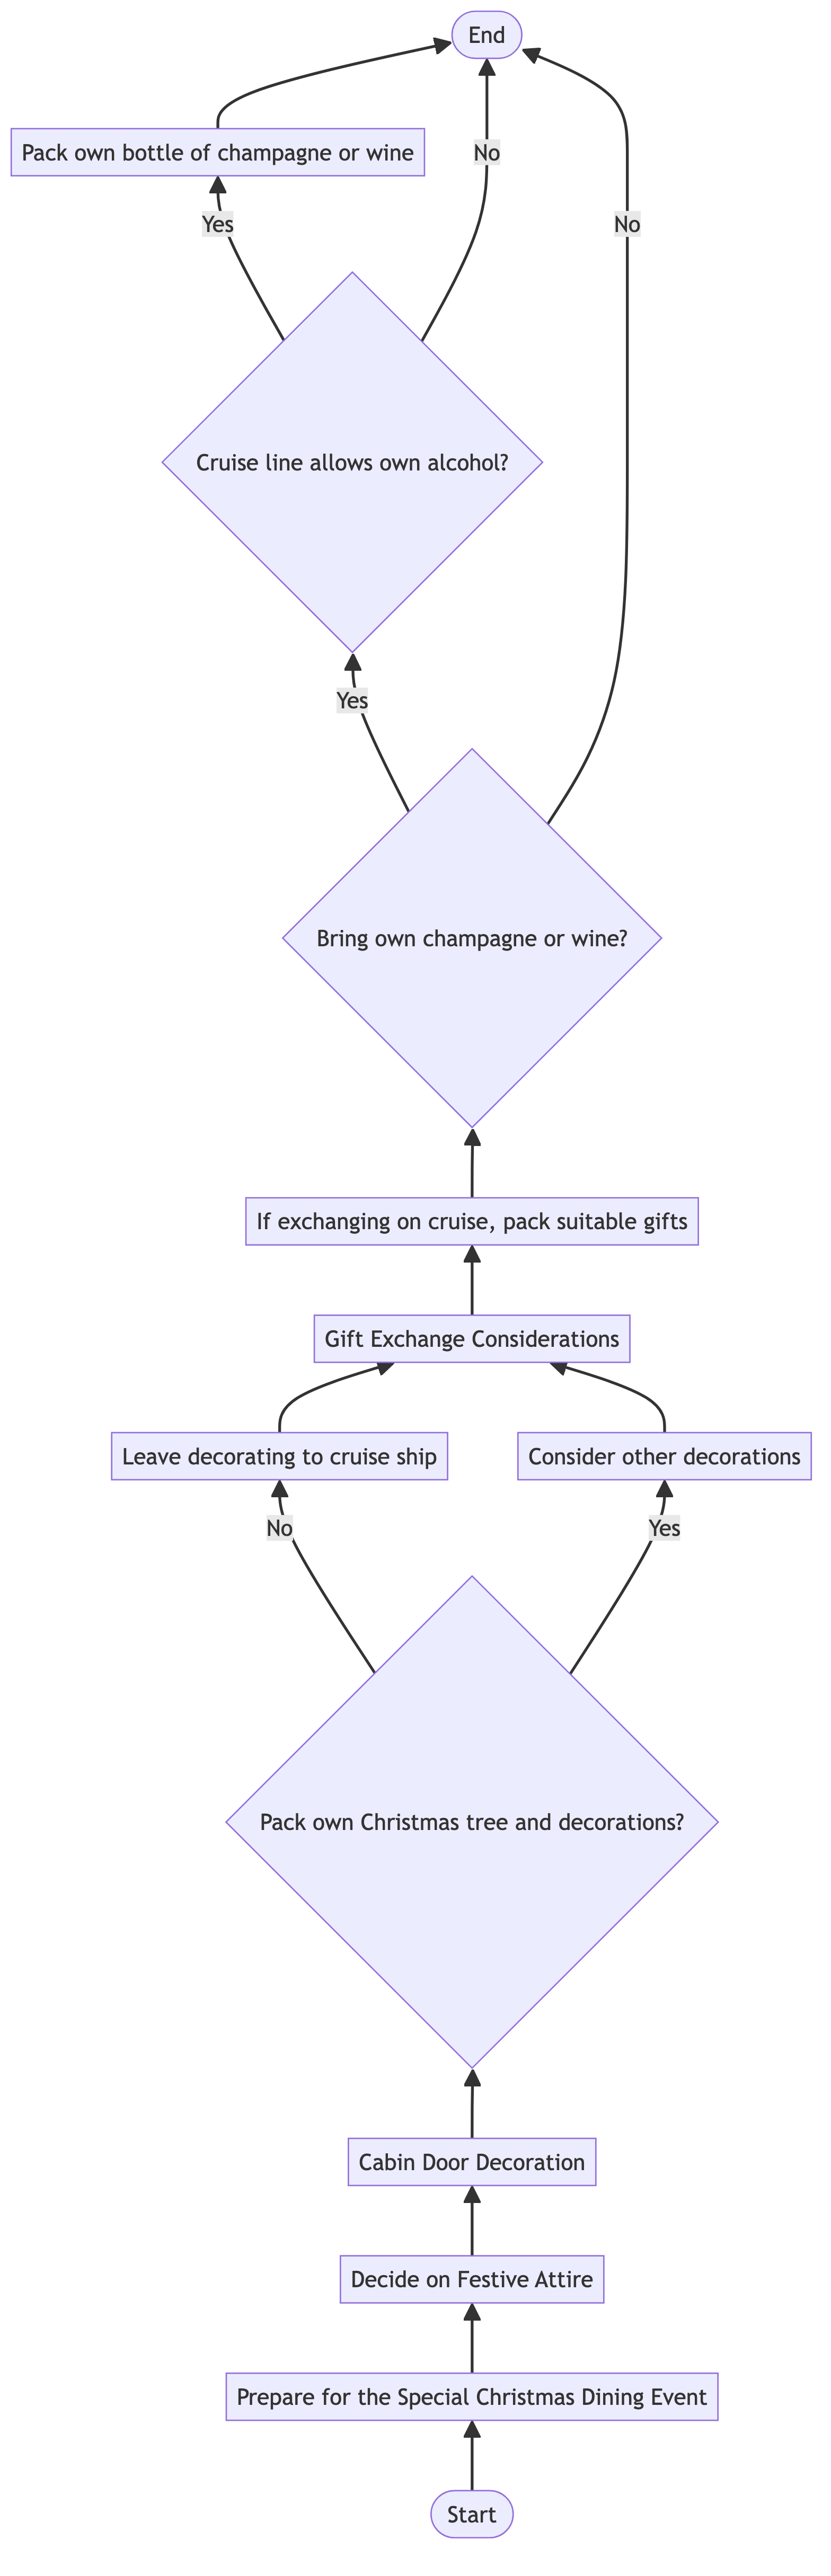 End
Pack own bottle of champagne or wine
No
Yes
No
Cruise line allows own alcohol?
Yes
Bring own champagne or wine?
If exchanging on cruise, pack suitable gifts
Gift Exchange Considerations
Leave decorating to cruise ship
Consider other decorations
No
Yes
Pack own Christmas tree and decorations?
Cabin Door Decoration
Decide on Festive Attire
Prepare for the Special Christmas Dining Event
Start